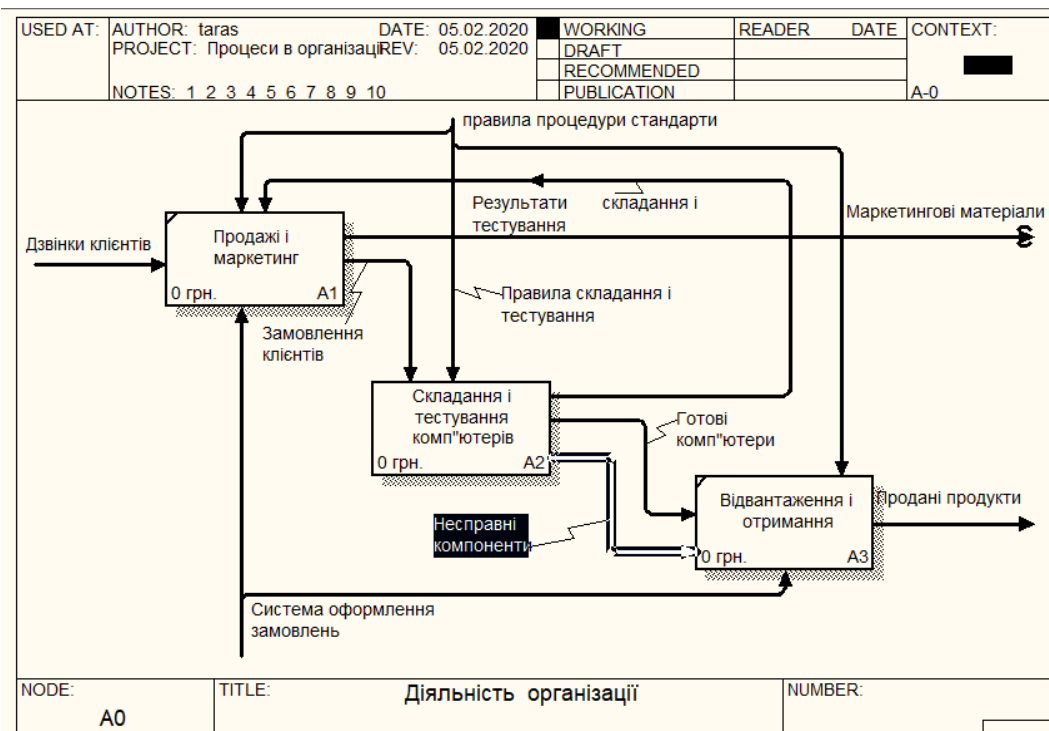 USED AT:
AUTHOR: taras
DATE: 05.02.2020
PROJECT: Процеси в організації
REV: 05.02.2020
NOTES: 1 2 3 4 5 6 7 8 9 10
WORKING
DRAFT
RECOMMENDED
PUBLICATION
READER DATE
CONTEXT:
A-0
правила процедури стандарти
Результати складання і
тестування
Маркетингові матеріали
Дзвінки клієнтів
Продажі і
маркетинг
0 грн. A1
Правила складання і
тестування
Замовлення
клієнтів
Складання і
тестування
комп"ютерів
0 грн. A2
Готові
комп"ютери
Відвантаження і
отримання
0 грн. A3
Продані продукти
Несправні
компоненти
Система оформлення
замовлень
NODE:
A0
TITLE:
Діяльність організації
NUMBER: